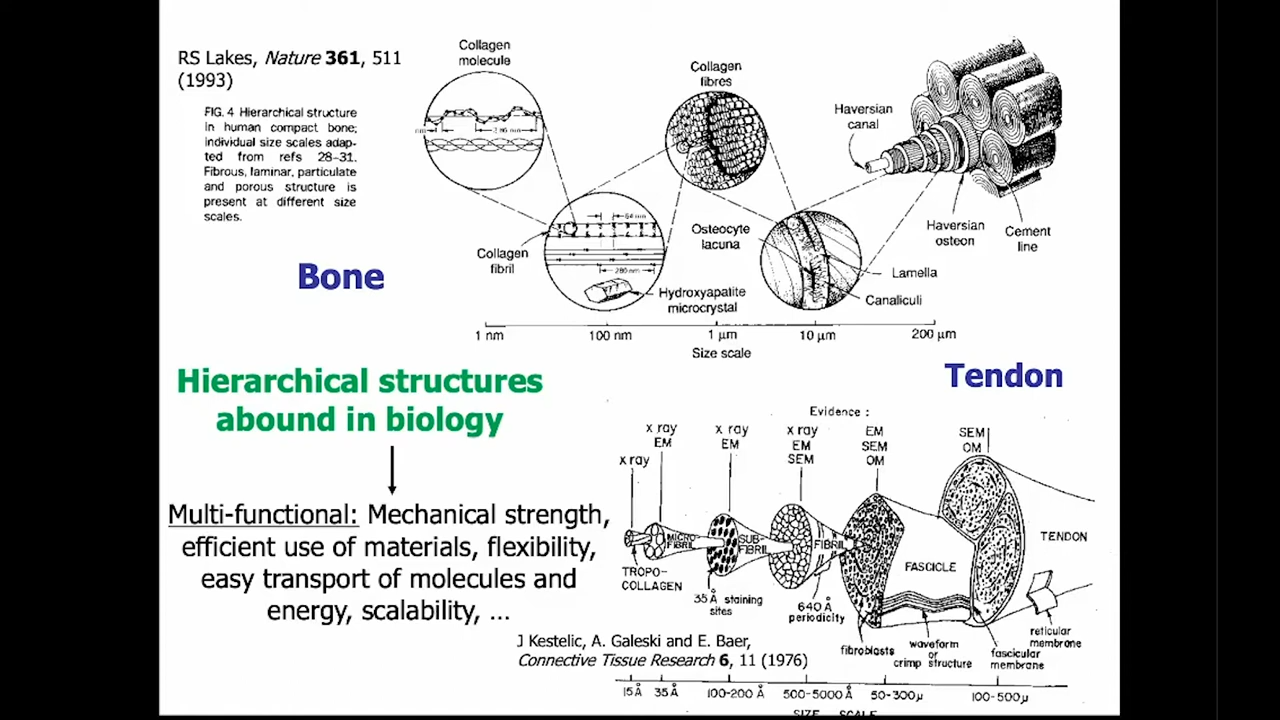 RS Lakes, Nature 361, 511
(1993)
FIG. 4 Hierarchical structure
in human compact bone;
individual size scales adap-
ted from refs 28–31.
Fibrous, laminar, particulate
and porous structure is
present at different size
scales.
Bone
Collagen
molecule
nm
Collagen
fibres
Haversian
canal
64 nm
Collagen
fibril
280 nm
Hydroxyapatite
microcrystal
Osteocyte
lacuna
Haversian
osteon
Cement
line
Lamella
Canaliculi
1 nm 100 nm 1 μm 10 μm 200 μm
Size scale
Hierarchical structures
abound in biology
Multi-functional: Mechanical strength,
efficient use of materials, flexibility,
easy transport of molecules and
energy, scalability, ...
Tendon
Evidence :
x ray
x ray
EM
x ray
EM
x ray
EM
SEM
EM
SEM
OM
SEM
OM
TROPO-
COLLAGEN
MICRO
FIBRIL
SUB-
FIBRIL
FIBRIL
FASCICLE
TENDON
35 Å staining
sites
640 Å
periodicity
fibroblasts
waveform
or
crimp structure
fascicular
membrane
reticular
membrane
J Kestelic, A. Galeski and E. Baer,
Connective Tissue Research 6, 11 (1976)
15 Å 35 Å 100-200 Å 500-5000 Å 50-300μ 100-500μ
SIZE SCALE